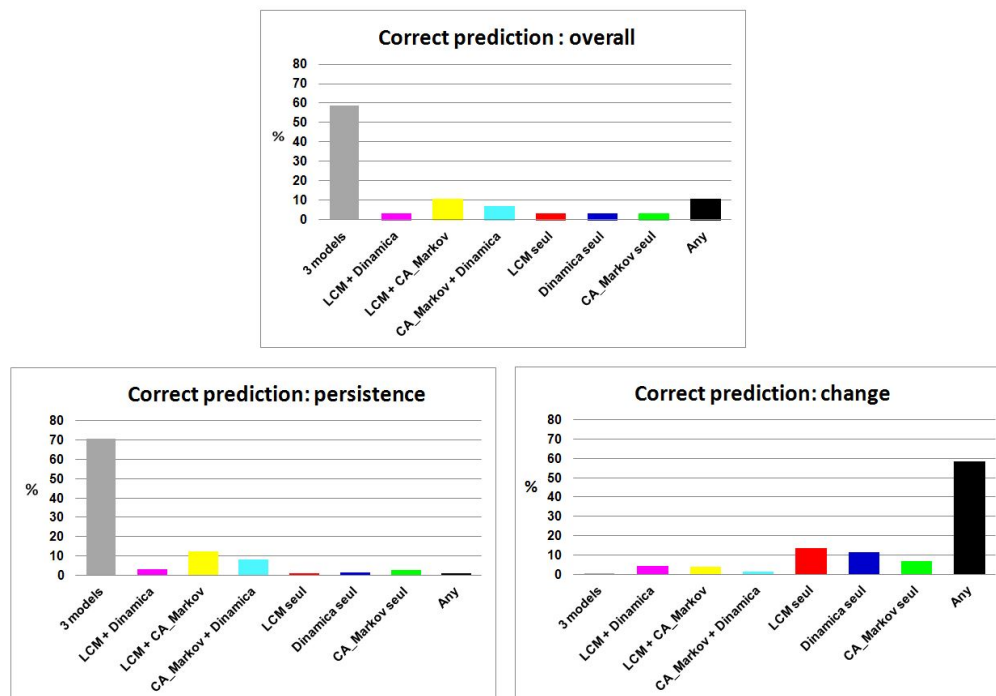 Correct prediction : overall
80
70
60
50
40
30
20
10
0
%
3 models
LCM + Dinamica
LCM + CA_Markov
CA_Markov + Dinamica
LCM seul
Dinamica seul
CA_Markov seul
Any
Correct prediction: persistence
80
70
60
50
40
30
20
10
0
%
3 models
LCM + Dinamica
LCM + CA_Markov
CA_Markov + Dinamica
LCM seul
Dinamica seul
CA_Markov seul
Any
Correct prediction: change
80
70
60
50
40
30
20
10
0
%
3 models
LCM + Dinamica
LCM + CA_Markov
CA_Markov + Dinamica
LCM seul
Dinamica seul
CA_Markov seul
Any